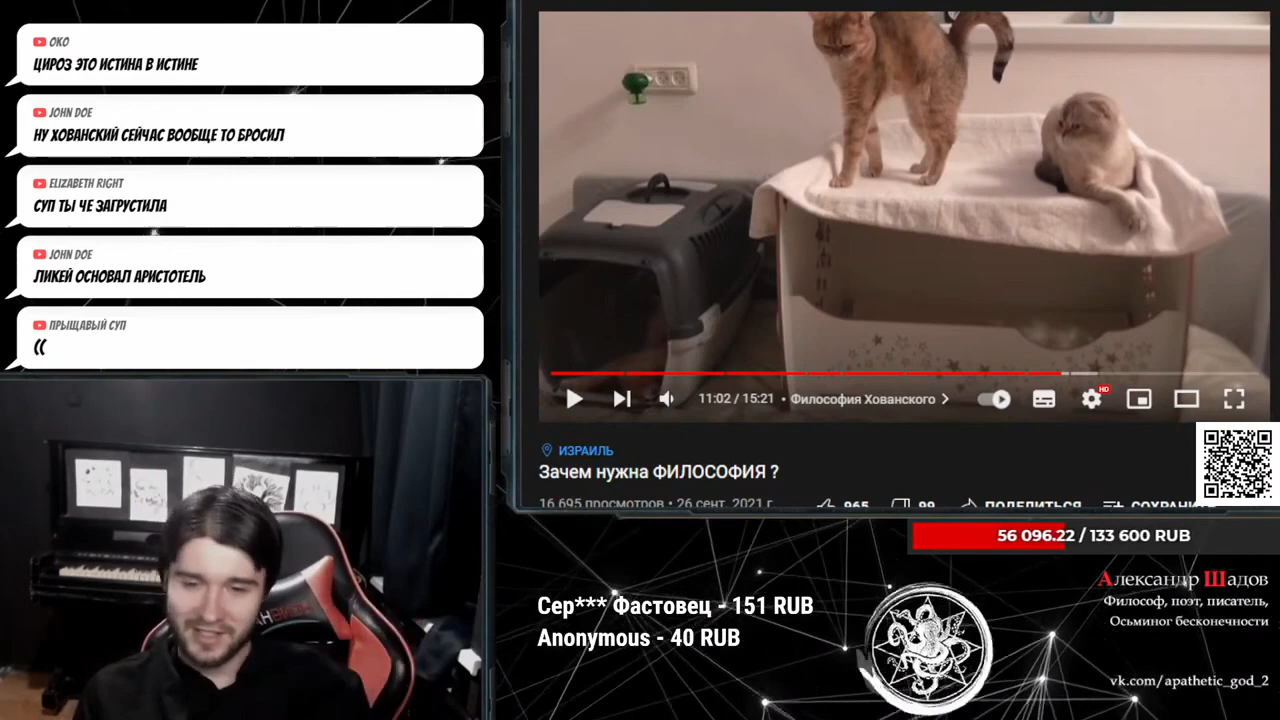 ОКО
ЦИРОЗ ЭТО ИСТИНА В ИСТИНЕ
JOHN DOE
НУ ХОВАНСКИЙ СЕЙЧАС ВООБЩЕ ТО БРОСИЛ
ELIZABETH RIGHT
СУП ТЫ ЧЕ ЗАГРУСТИЛА
JOHN DOE
ЛИКЕЙ ОСНОВАЛ АРИСТОТЕЛЬ
ПРЫЩАВЫЙ СУП
((
11:02 / 15:21 • Философия Хованского
HD
ИЗРАИЛЬ
Зачем нужна ФИЛОСОФИЯ ?
16 695 просмотров • 26 сент. 2021 г.
965
99
ПОДЕЛИТЬСЯ
56 096.22 / 133 600 RUB
Сер*** Фастовец - 151 RUB
Anonymous - 40 RUB
Александр Шадов
Философ, поэт, писатель,
Осьминог бесконечности
vk.com/apathetic_god_2